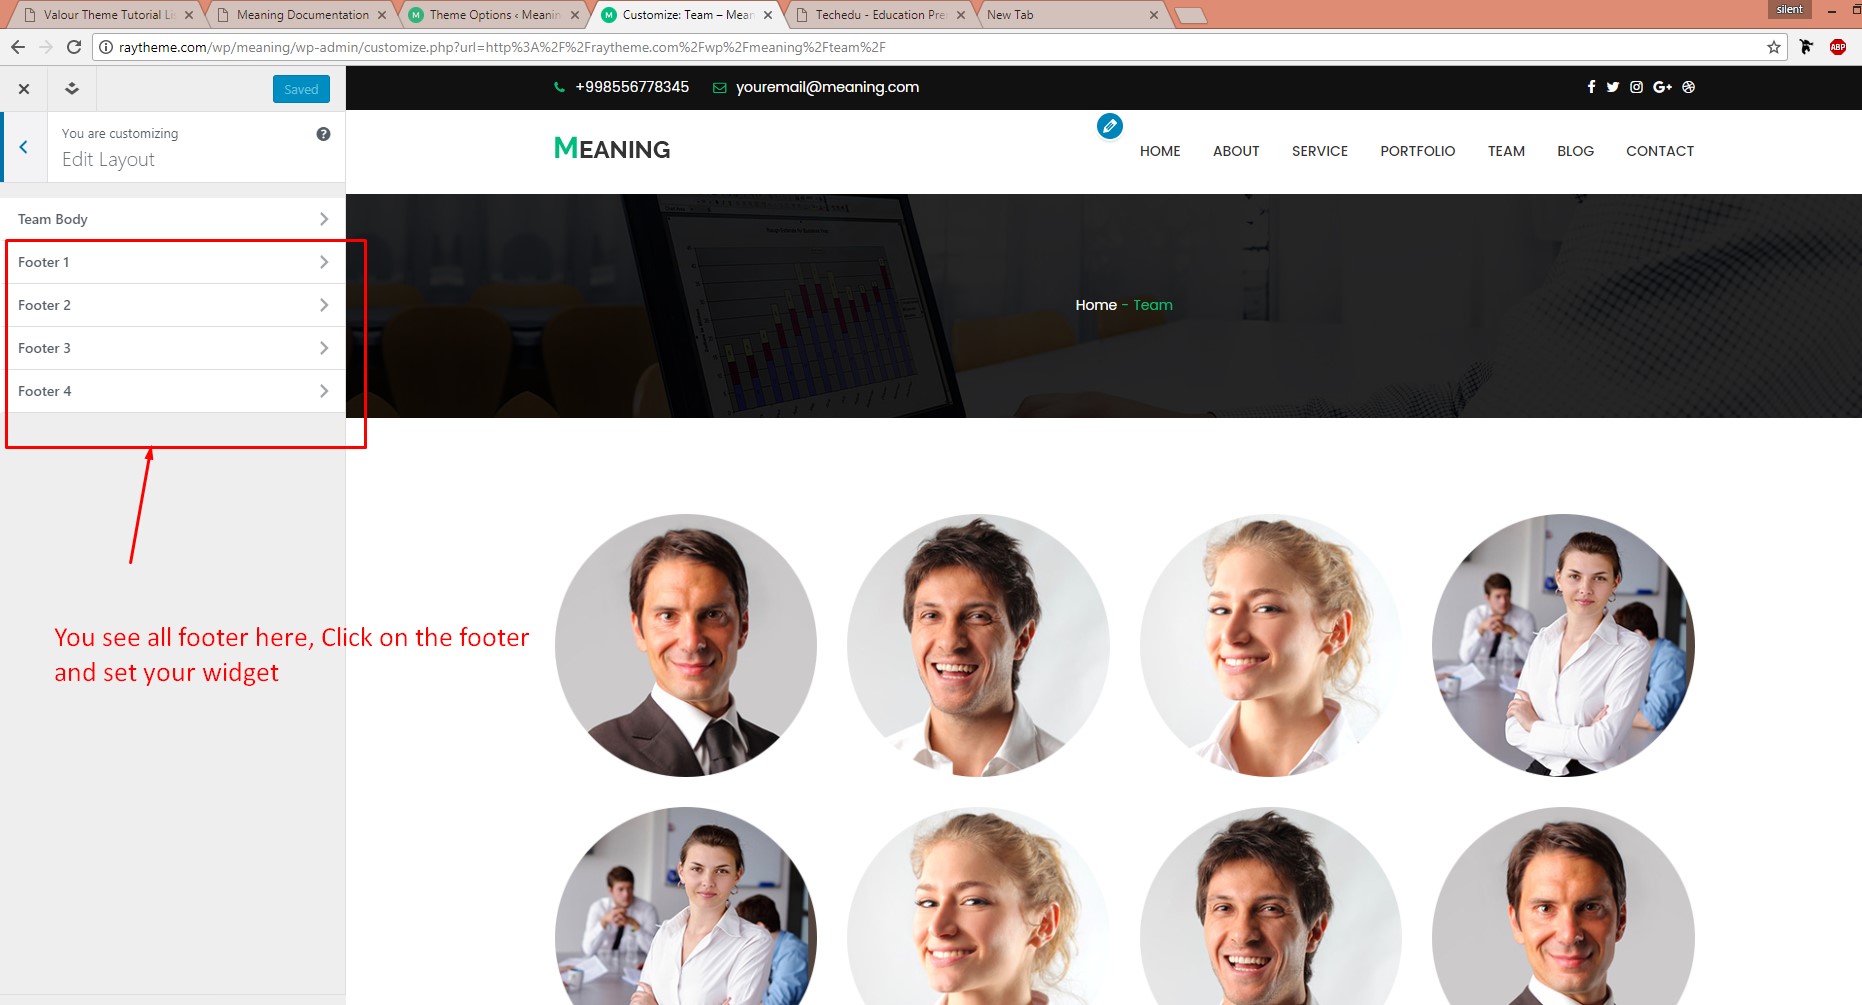 Valour Theme Tutorial Lis
Meaning Documentation
Theme Options ‹ Meanin
Customize: Team – Mean
Techedu - Education Pre
New Tab
silent
raytheme.com/wp/meaning/wp-admin/customize.php?url=http%3A%2F%2Fraytheme.com%2Fwp%2Fmeaning%2Fteam%2F
ABP
Saved
You are customizing
Edit Layout
Team Body
Footer 1
Footer 2
Footer 3
Footer 4
You see all footer here, Click on the footer
and set your widget
+998556778345 youremail@meaning.com
MEANING
HOME ABOUT SERVICE PORTFOLIO TEAM BLOG CONTACT
Home - Team